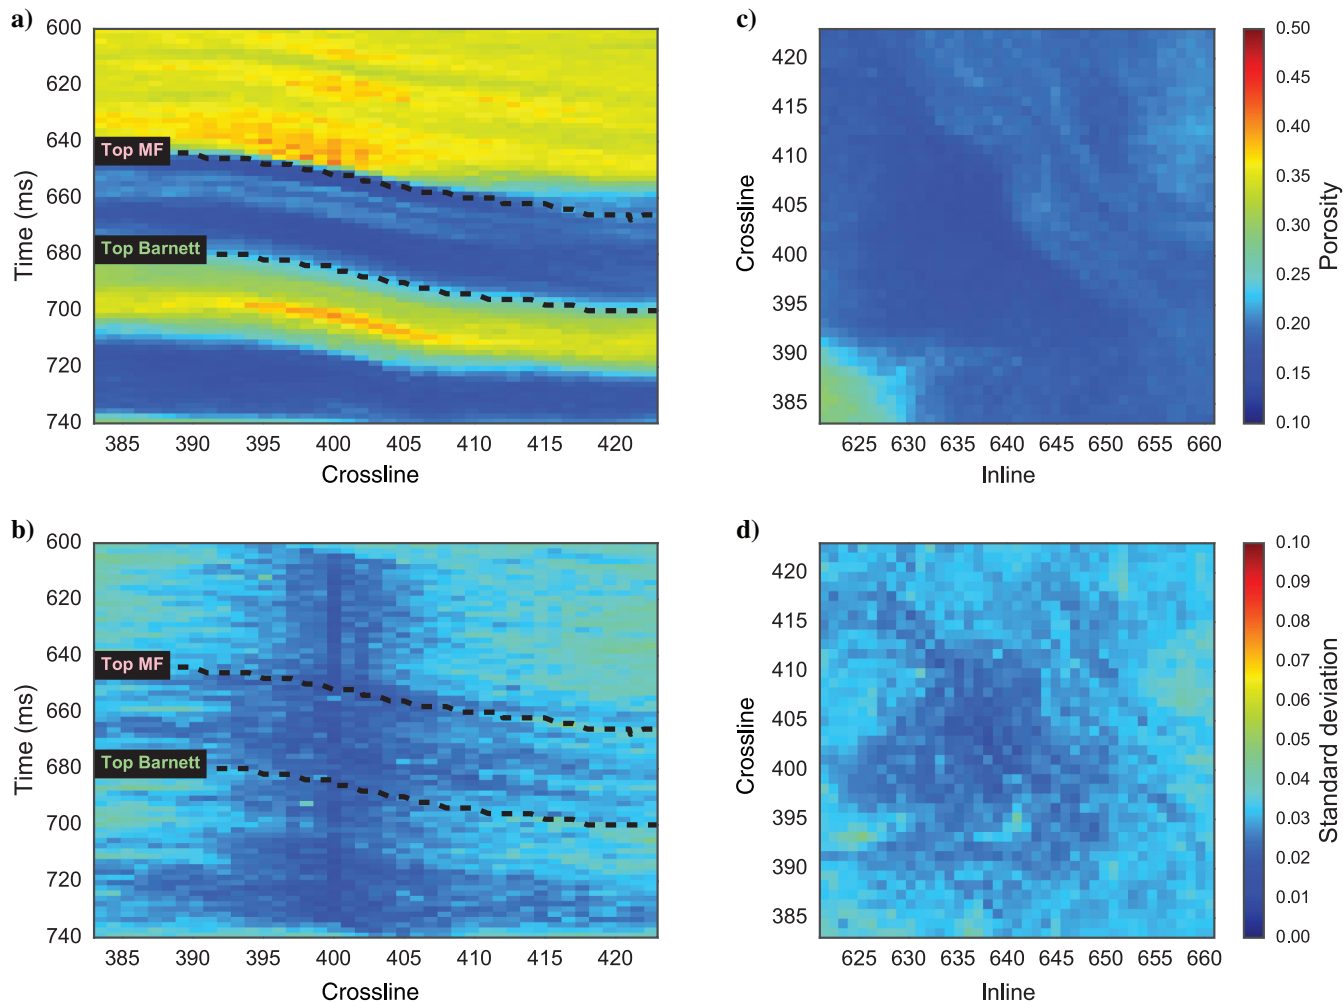 a)
600
620
640
660
680
700
720
740
Time (ms)
Top MF
Top Barnett
385 390 395 400 405 410 415 420
Crossline
c)
420
415
410
405
400
395
390
385
Crossline
625 630 635 640 645 650 655 660
Inline
0.50
0.45
0.40
0.35
0.30
0.25
0.20
0.15
0.10
Porosity
b)
600
620
640
660
680
700
720
740
Time (ms)
Top MF
Top Barnett
385 390 395 400 405 410 415 420
Crossline
d)
420
415
410
405
400
395
390
385
Crossline
625 630 635 640 645 650 655 660
Inline
0.10
0.09
0.08
0.07
0.06
0.05
0.04
0.03
0.02
0.01
0.00
Standard deviation